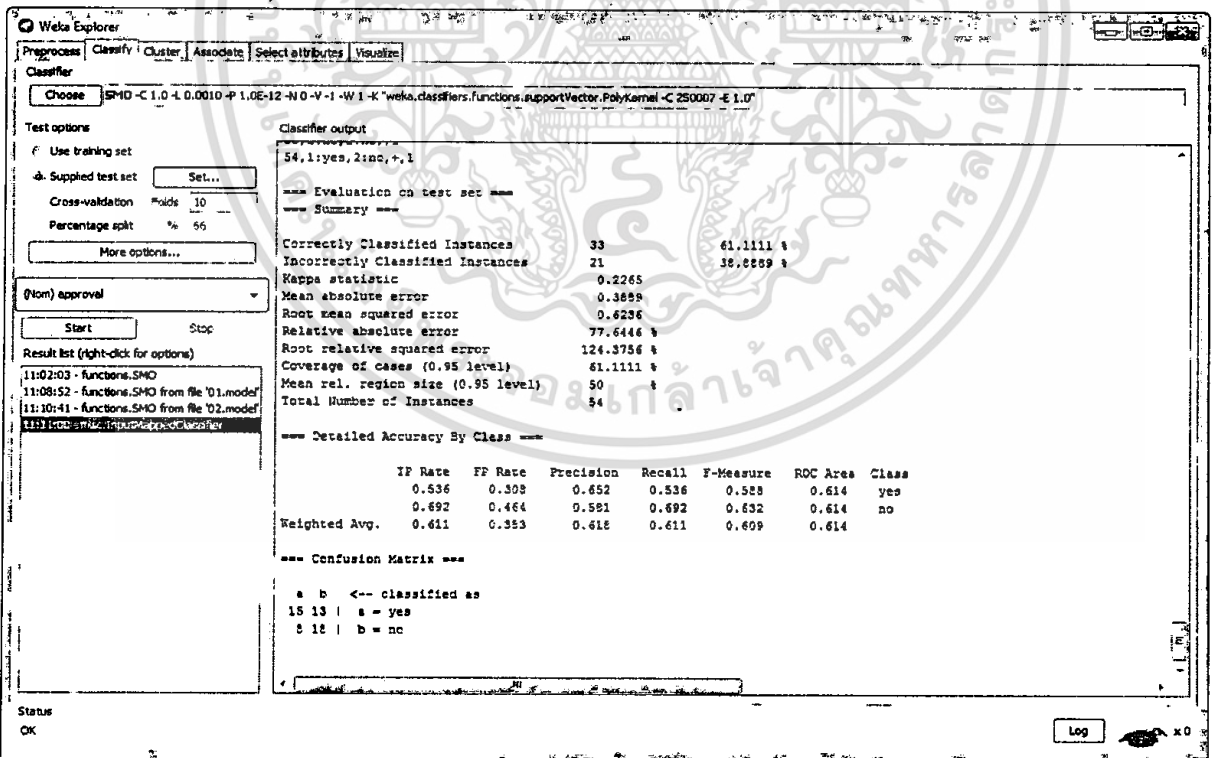 Weka Explorer
Preprocess Classify Cluster Associate Select attributes Visualize
Classifier
Choose SMO -C 1.0 -L 0.0010 -P 1.0E-12 -N 0 -V -1 -W 1 -K "weka.classifiers.functions.supportVector.PolyKernel -C 250007 -E 1.0"
Test options
Use training set
Supplied test set Set...
Cross-validation Folds 10
Percentage split % 66
More options...
(Nom) approval
Start Stop
Result list (right-click for options)
11:02:03 - functions.SMO
11:08:52 - functions.SMO from file '01.model'
11:10:41 - functions.SMO from file '02.model'
InputMappedClassifier
Classifier output
54,1:yes,2:no,+,1
=== Evaluation on test set ===
=== Summary ===
Correctly Classified Instances 33 61.1111 %
Incorrectly Classified Instances 21 38.8889 %
Kappa statistic 0.2265
Mean absolute error 0.3889
Root mean squared error 0.6236
Relative absolute error 77.6446 %
Root relative squared error 124.3756 %
Coverage of cases (0.95 level) 61.1111 %
Mean rel. region size (0.95 level) 50 %
Total Number of Instances 54
=== Detailed Accuracy By Class ===
TP Rate FP Rate Precision Recall F-Measure ROC Area Class
0.536 0.308 0.652 0.536 0.588 0.614 yes
0.692 0.464 0.581 0.692 0.632 0.614 no
Weighted Avg. 0.611 0.383 0.618 0.611 0.609 0.614
=== Confusion Matrix ===
a b <-- classified as
15 13 | a = yes
8 18 | b = no
Status
OK
Log x 0